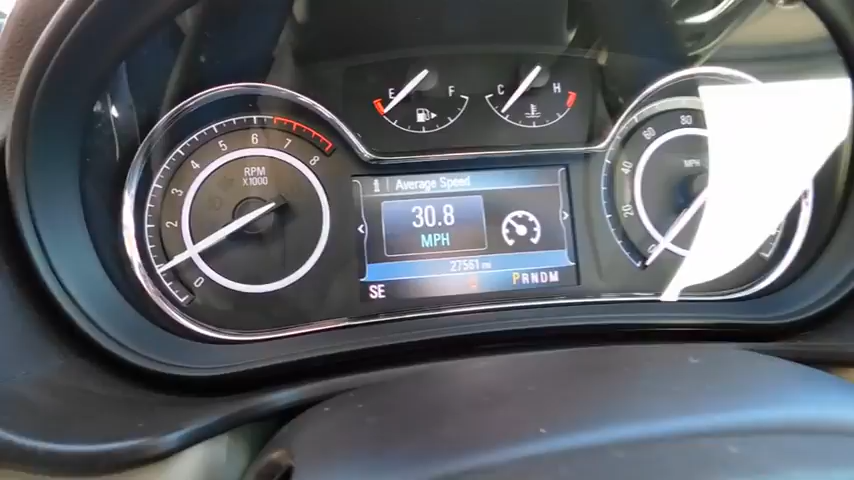 E F
C H
1 2 3 4 5 6 7 8 0
RPM
X1000
i Average Speed
30.8
MPH
27561 mi
SE PRNDM
20 40 60 80
MPH